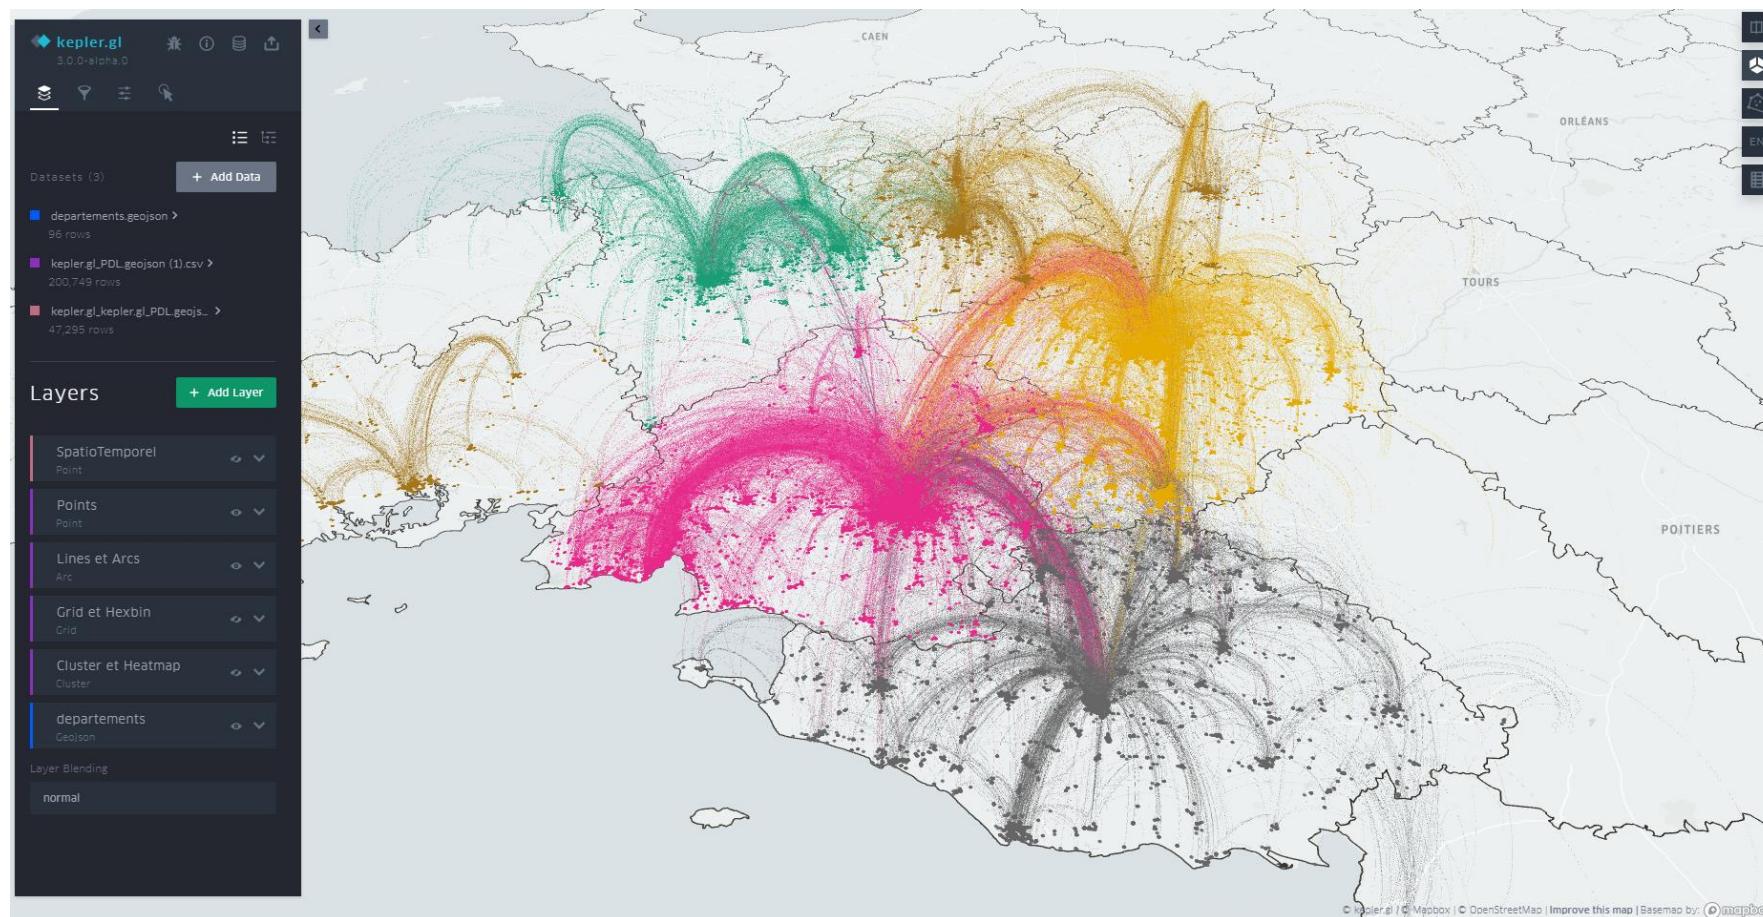 kepler.gl
3.0.0-alpha.0
Datasets (3)
+ Add Data
departements.geojson
96 rows
kepler.gl_PDL.geojson (1).csv
200,749 rows
kepler.gl_kepler.gl_PDL.geojs...
47,295 rows
Layers
+ Add Layer
SpatioTemporel
Point
Points
Point
Lines et Arcs
Arc
Grid et Hexbin
Grid
Cluster et Heatmap
Cluster
departements
Geojson
Layer Blending
normal
CAEN
ORLÉANS
TOURS
POITIERS
EN
© kepler.gl | © Mapbox | © OpenStreetMap | Improve this map | Basemap by:
mapbox